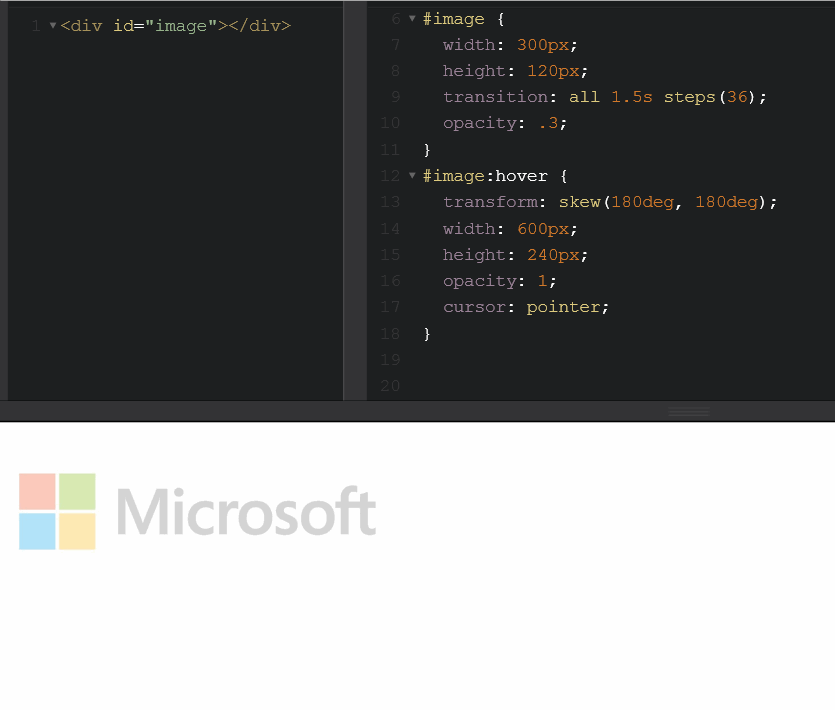 1 <div id="image"></div>
6 #image {
7 width: 300px;
8 height: 120px;
9 transition: all 1.5s steps(36);
10 opacity: .3;
11 }
12 #image:hover {
13 transform: skew(180deg, 180deg);
14 width: 600px;
15 height: 240px;
16 opacity: 1;
17 cursor: pointer;
18 }
19
20
Microsoft